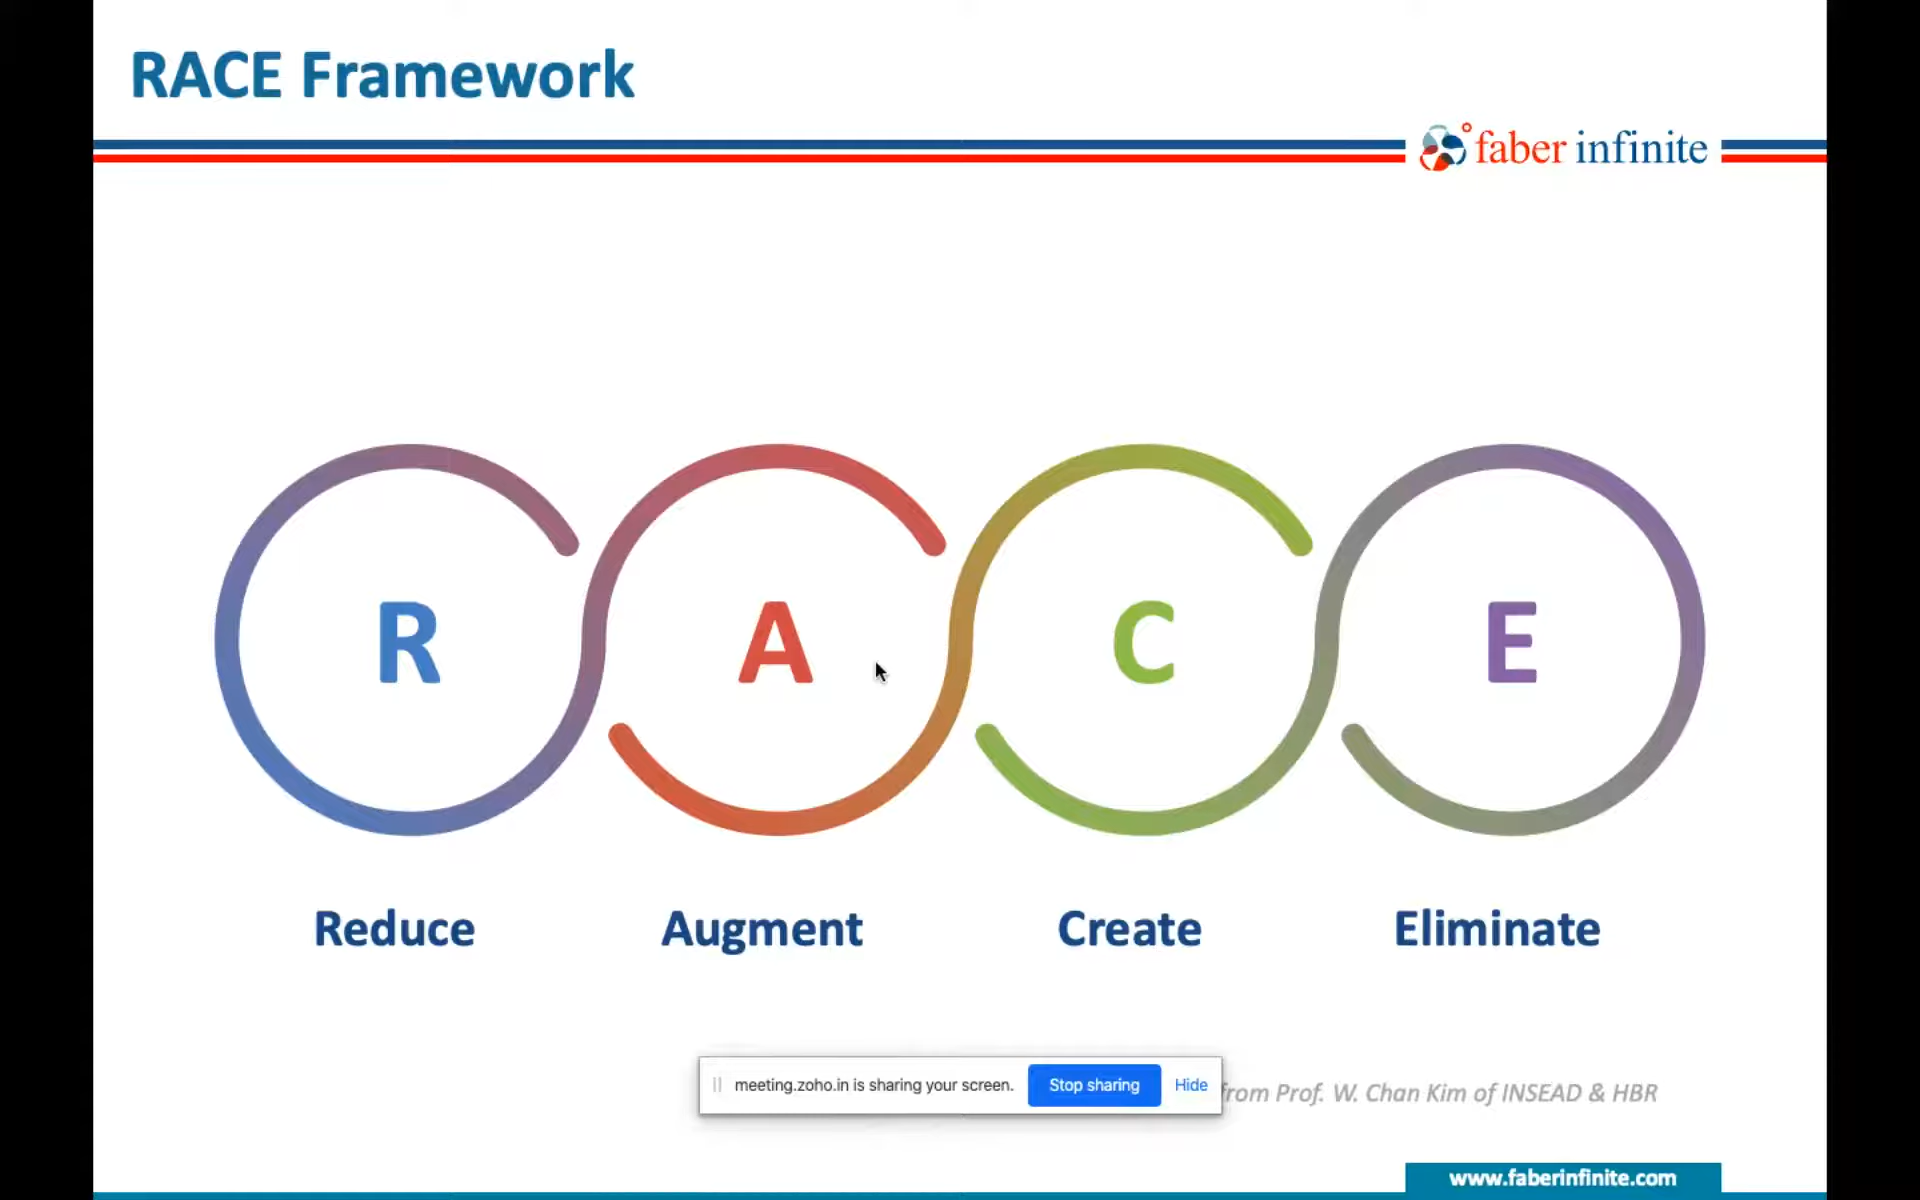 RACE Framework
faber infinite
R A C E
Reduce Augment Create Eliminate
meeting.zoho.in is sharing your screen. Stop sharing Hide
from Prof. W. Chan Kim of INSEAD & HBR
www.faberinfinite.com